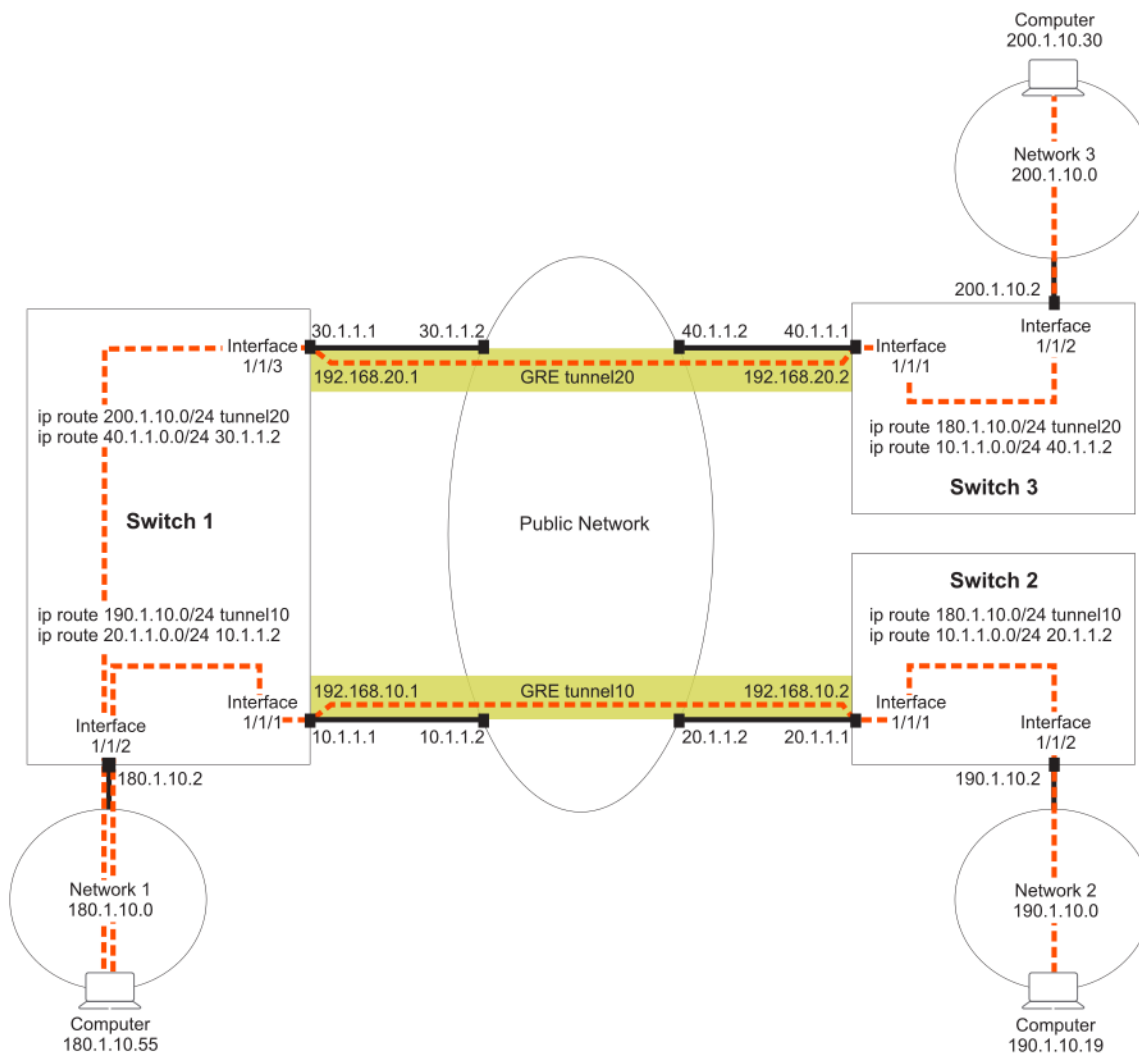 Computer
200.1.10.30
Network 3
200.1.10.0
200.1.10.2
30.1.1.1
30.1.1.2
40.1.1.2
40.1.1.1
Interface
1/1/3
192.168.20.1
GRE tunnel20
192.168.20.2
Interface
1/1/1
Interface
1/1/2
ip route 200.1.10.0/24 tunnel20
ip route 40.1.1.0.0/24 30.1.1.2
ip route 180.1.10.0/24 tunnel20
ip route 10.1.1.0.0/24 40.1.1.2
Switch 3
Switch 1
Public Network
Switch 2
ip route 190.1.10.0/24 tunnel10
ip route 20.1.1.0.0/24 10.1.1.2
ip route 180.1.10.0/24 tunnel10
ip route 10.1.1.0.0/24 20.1.1.2
192.168.10.1
GRE tunnel10
192.168.10.2
Interface
1/1/2
Interface
1/1/1
10.1.1.1
10.1.1.2
20.1.1.2
20.1.1.1
Interface
1/1/1
Interface
1/1/2
180.1.10.2
190.1.10.2
Network 1
180.1.10.0
Network 2
190.1.10.0
Computer
180.1.10.55
Computer
190.1.10.19